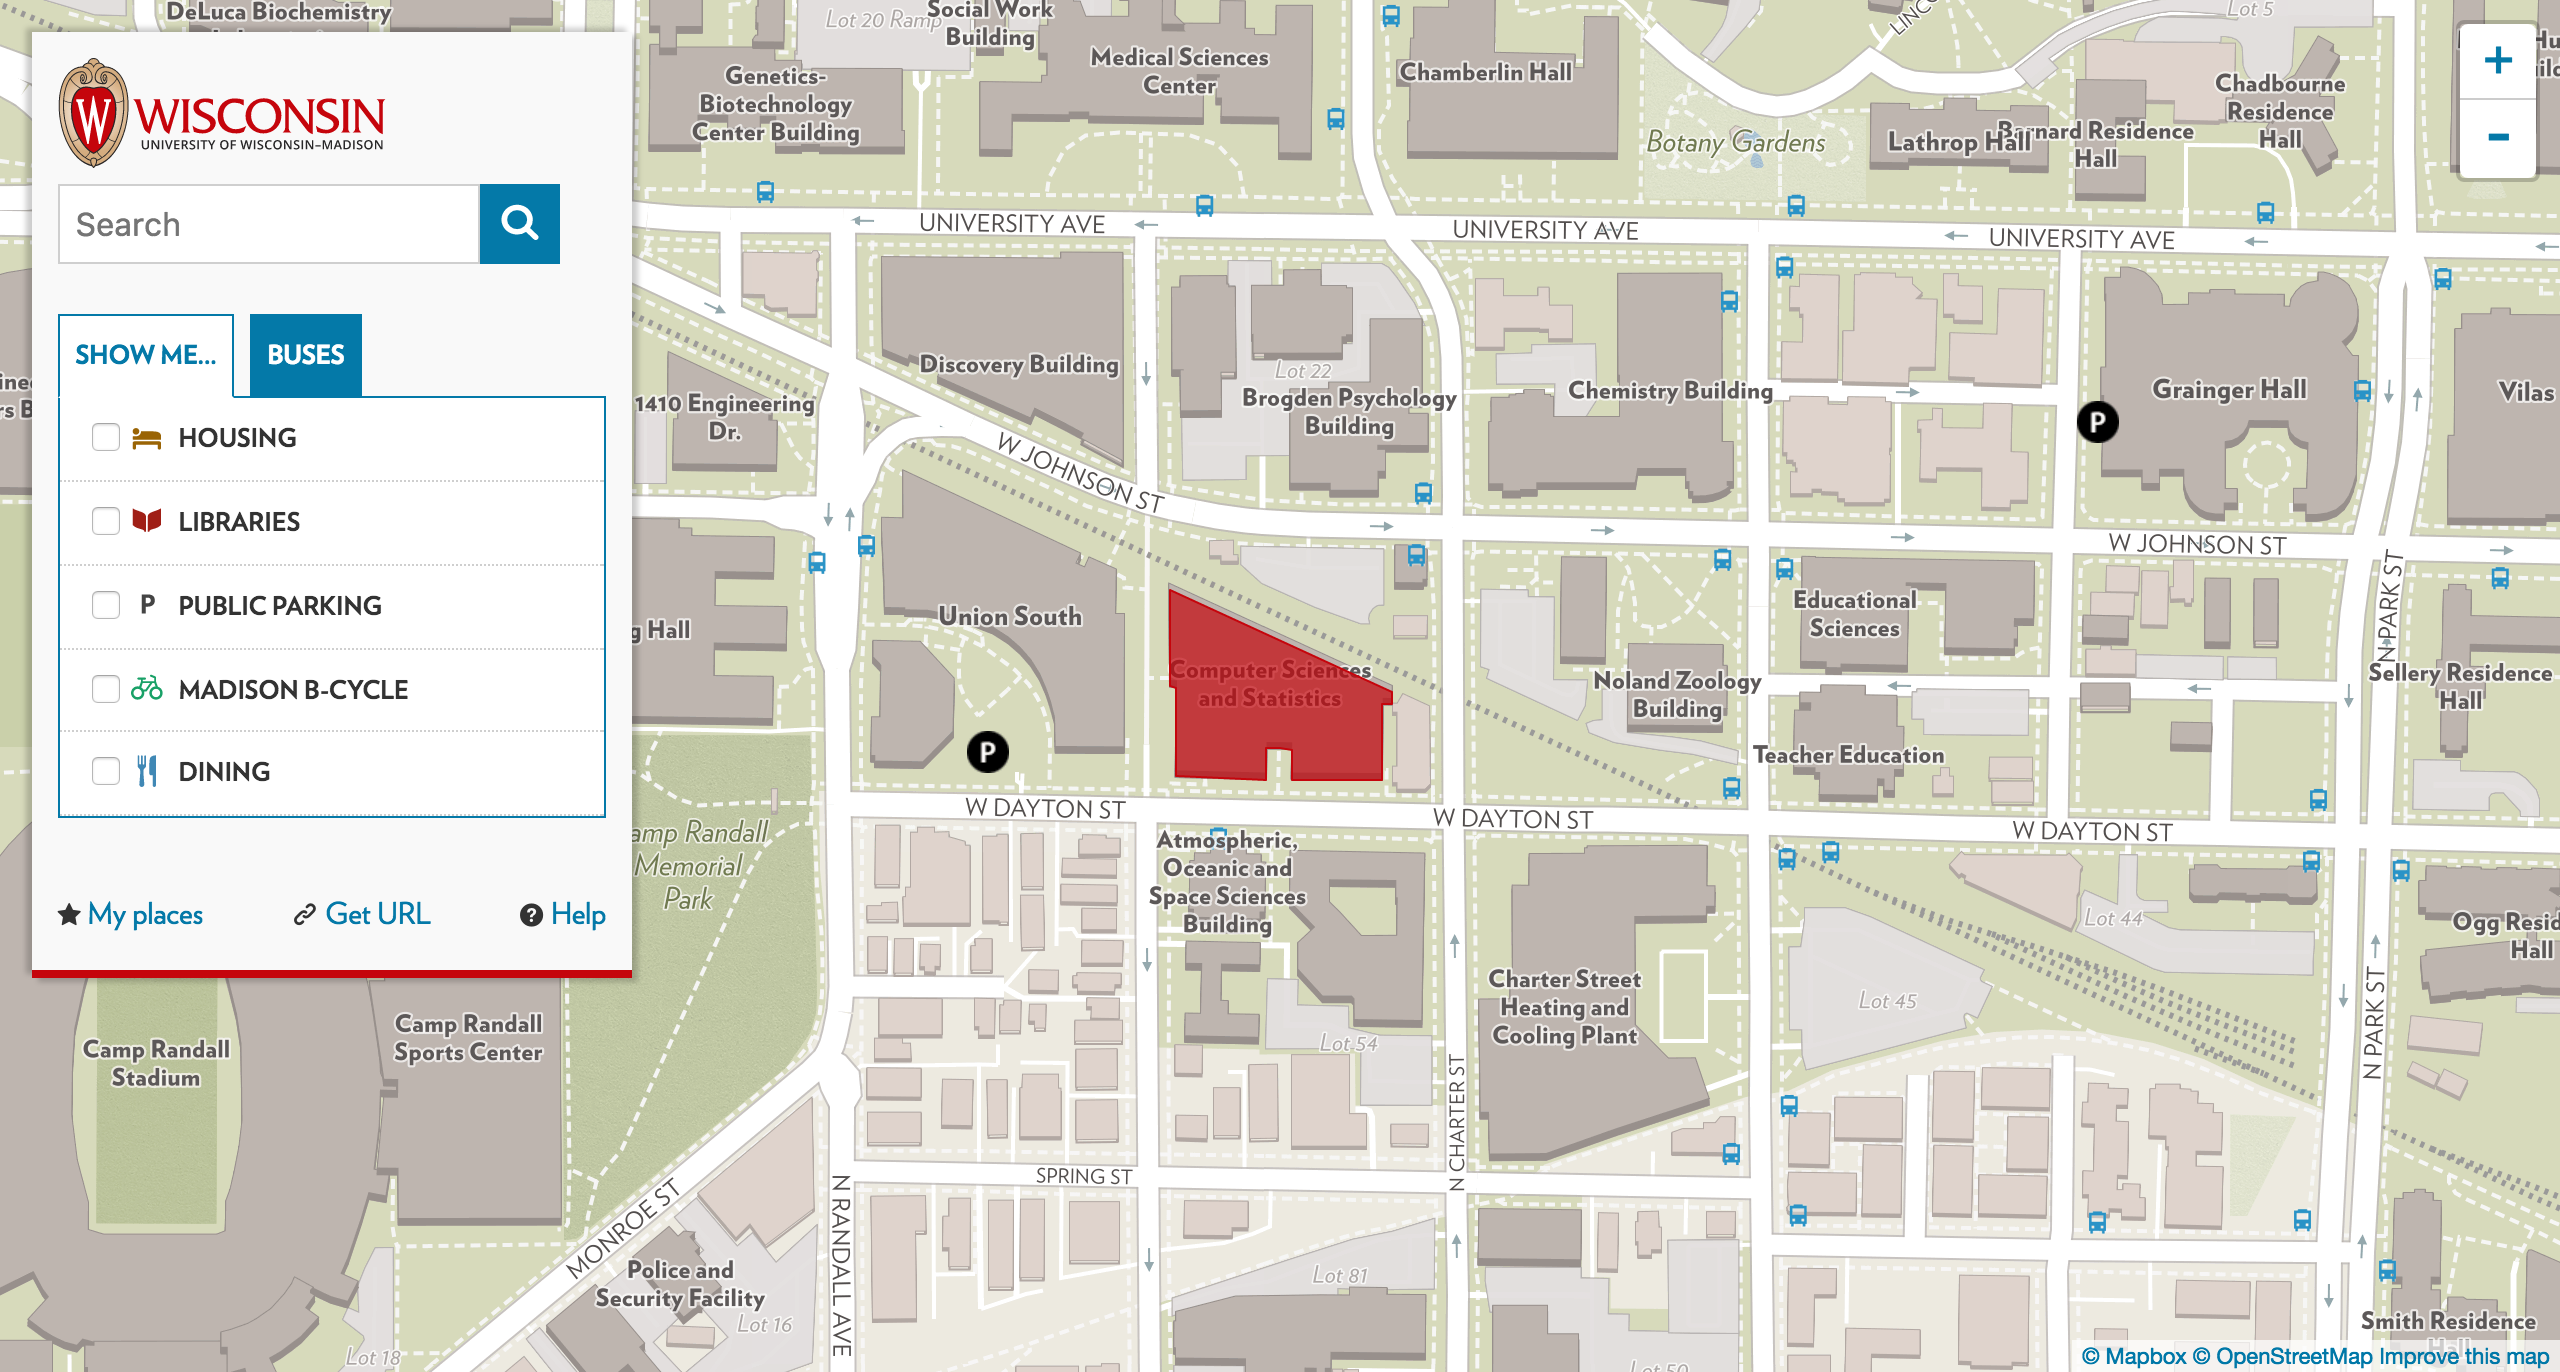 DeLuca Biochemistry
WISCONSIN
UNIVERSITY OF WISCONSIN–MADISON
Search
SHOW ME...
BUSES
HOUSING
LIBRARIES
P PUBLIC PARKING
MADISON B-CYCLE
DINING
My places
Get URL
? Help
Lot 20 Ramp
Social Work
Building
Medical Sciences
Center
Genetics-
Biotechnology
Center Building
Chamberlin Hall
Botany Gardens
Lathrop Hall
Barnard Residence
Hall
Chadbourne
Residence
Hall
Lot 5
+
-
UNIVERSITY AVE
UNIVERSITY AVE
UNIVERSITY AVE
Discovery Building
1410 Engineering
Dr.
Lot 22
Brogden Psychology
Building
Chemistry Building
Grainger Hall
P
Vilas
W JOHNSON ST
W JOHNSON ST
N PARK ST
Union South
g Hall
P
Computer Sciences
and Statistics
Noland Zoology
Building
Educational
Sciences
Teacher Education
Sellery Residence
Hall
W DAYTON ST
W DAYTON ST
W DAYTON ST
amp Randall
Memorial
Park
Atmospheric,
Oceanic and
Space Sciences
Building
Lot 54
Charter Street
Heating and
Cooling Plant
N CHARTER ST
Lot 44
Lot 45
N PARK ST
Ogg Resid
Hall
Camp Randall
Stadium
Camp Randall
Sports Center
SPRING ST
MONROE ST
N RANDALL AVE
Police and
Security Facility
Lot 16
Lot 18
Lot 81
Lot 50
Smith Residence
Hall
© Mapbox © OpenStreetMap Improve this map